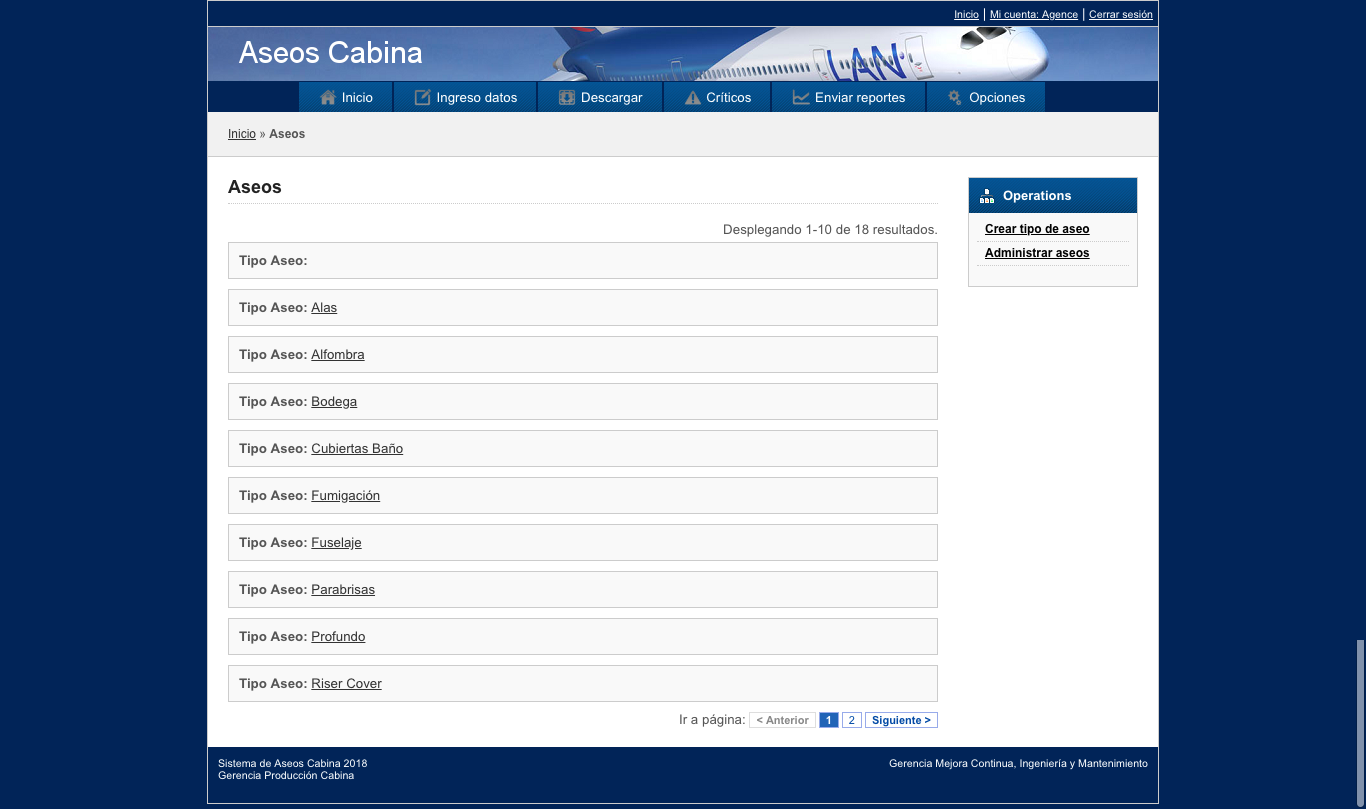 Inicio | Mi cuenta: Agence | Cerrar sesión
Aseos Cabina
LAN
Inicio
Ingreso datos
Descargar
Críticos
Enviar reportes
Opciones
Inicio » Aseos
Aseos
Operations
Crear tipo de aseo
Administrar aseos
Desplegando 1-10 de 18 resultados.
Tipo Aseo:
Tipo Aseo: Alas
Tipo Aseo: Alfombra
Tipo Aseo: Bodega
Tipo Aseo: Cubiertas Baño
Tipo Aseo: Fumigación
Tipo Aseo: Fuselaje
Tipo Aseo: Parabrisas
Tipo Aseo: Profundo
Tipo Aseo: Riser Cover
Ir a página: < Anterior 1 2 Siguiente >
Sistema de Aseos Cabina 2018
Gerencia Producción Cabina
Gerencia Mejora Continua, Ingeniería y Mantenimiento